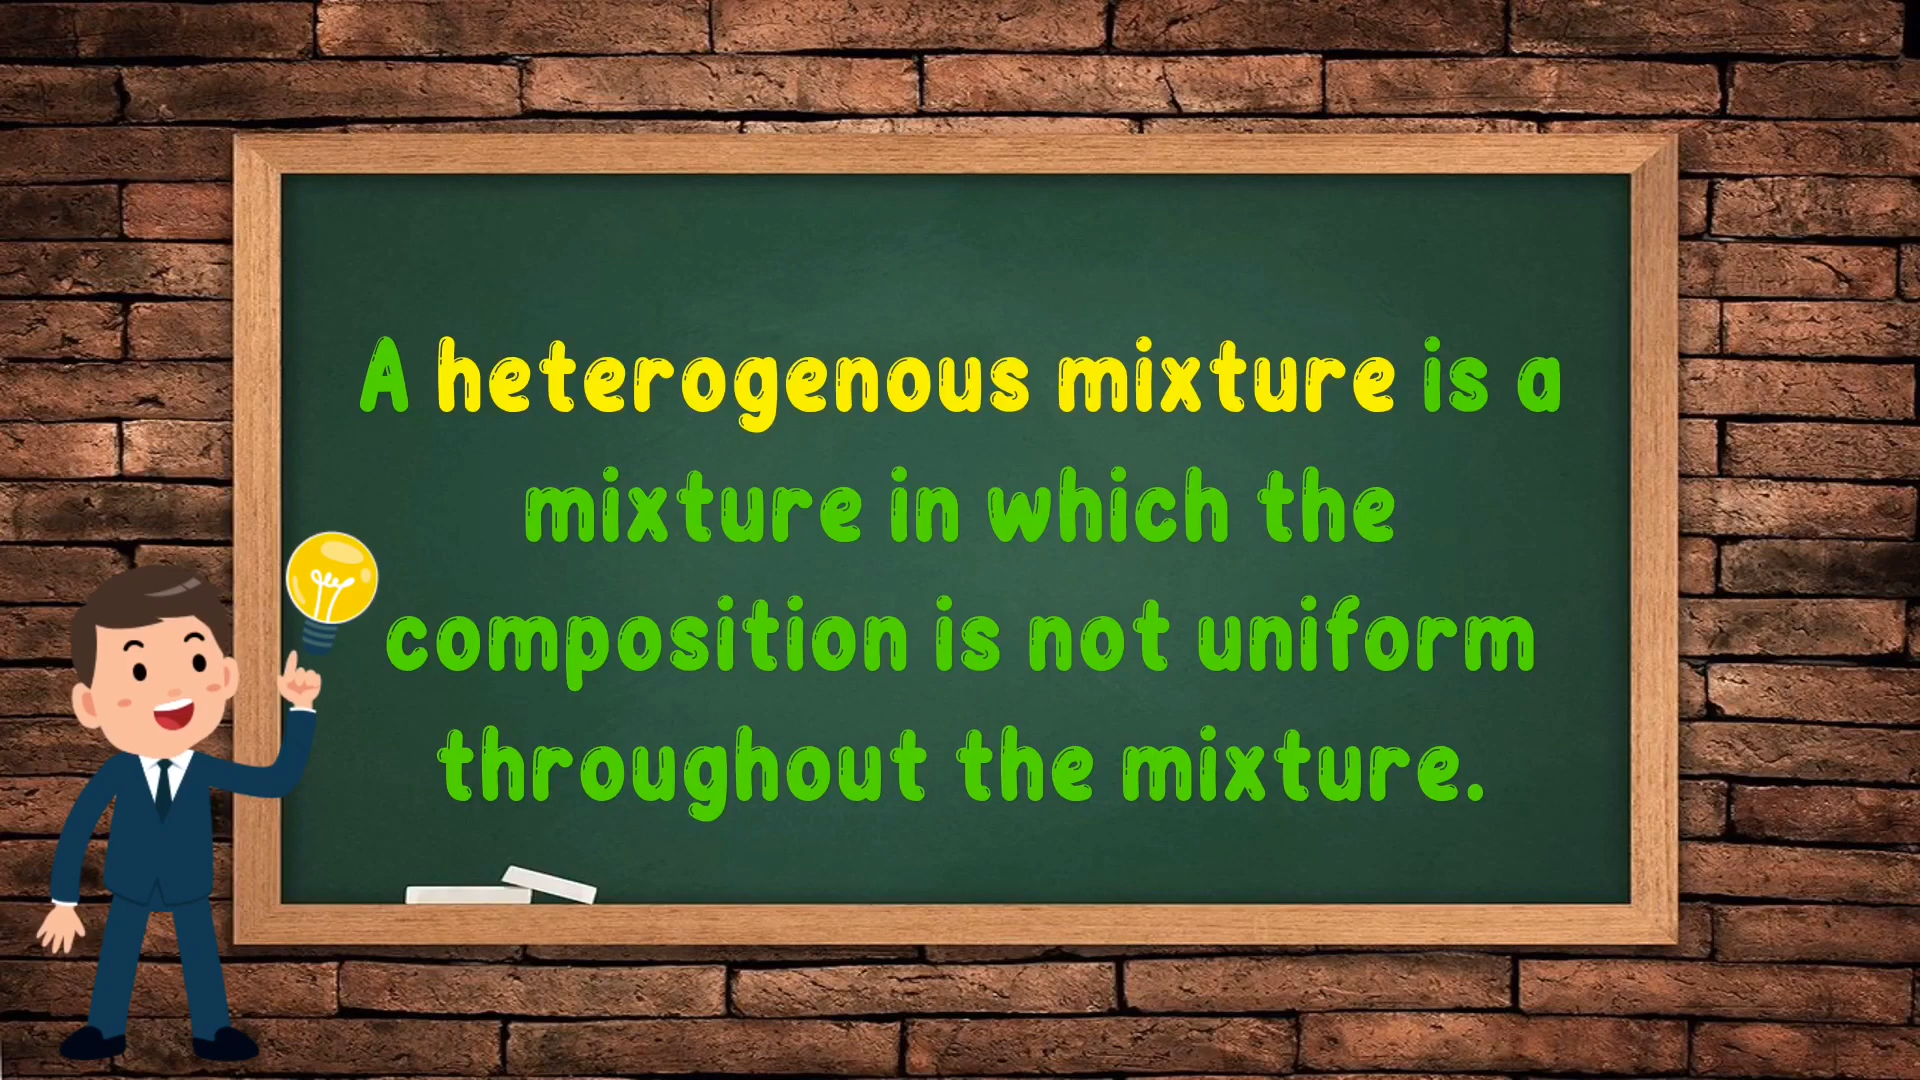 A heterogenous mixture is a
mixture in which the
composition is not uniform
throughout the mixture.